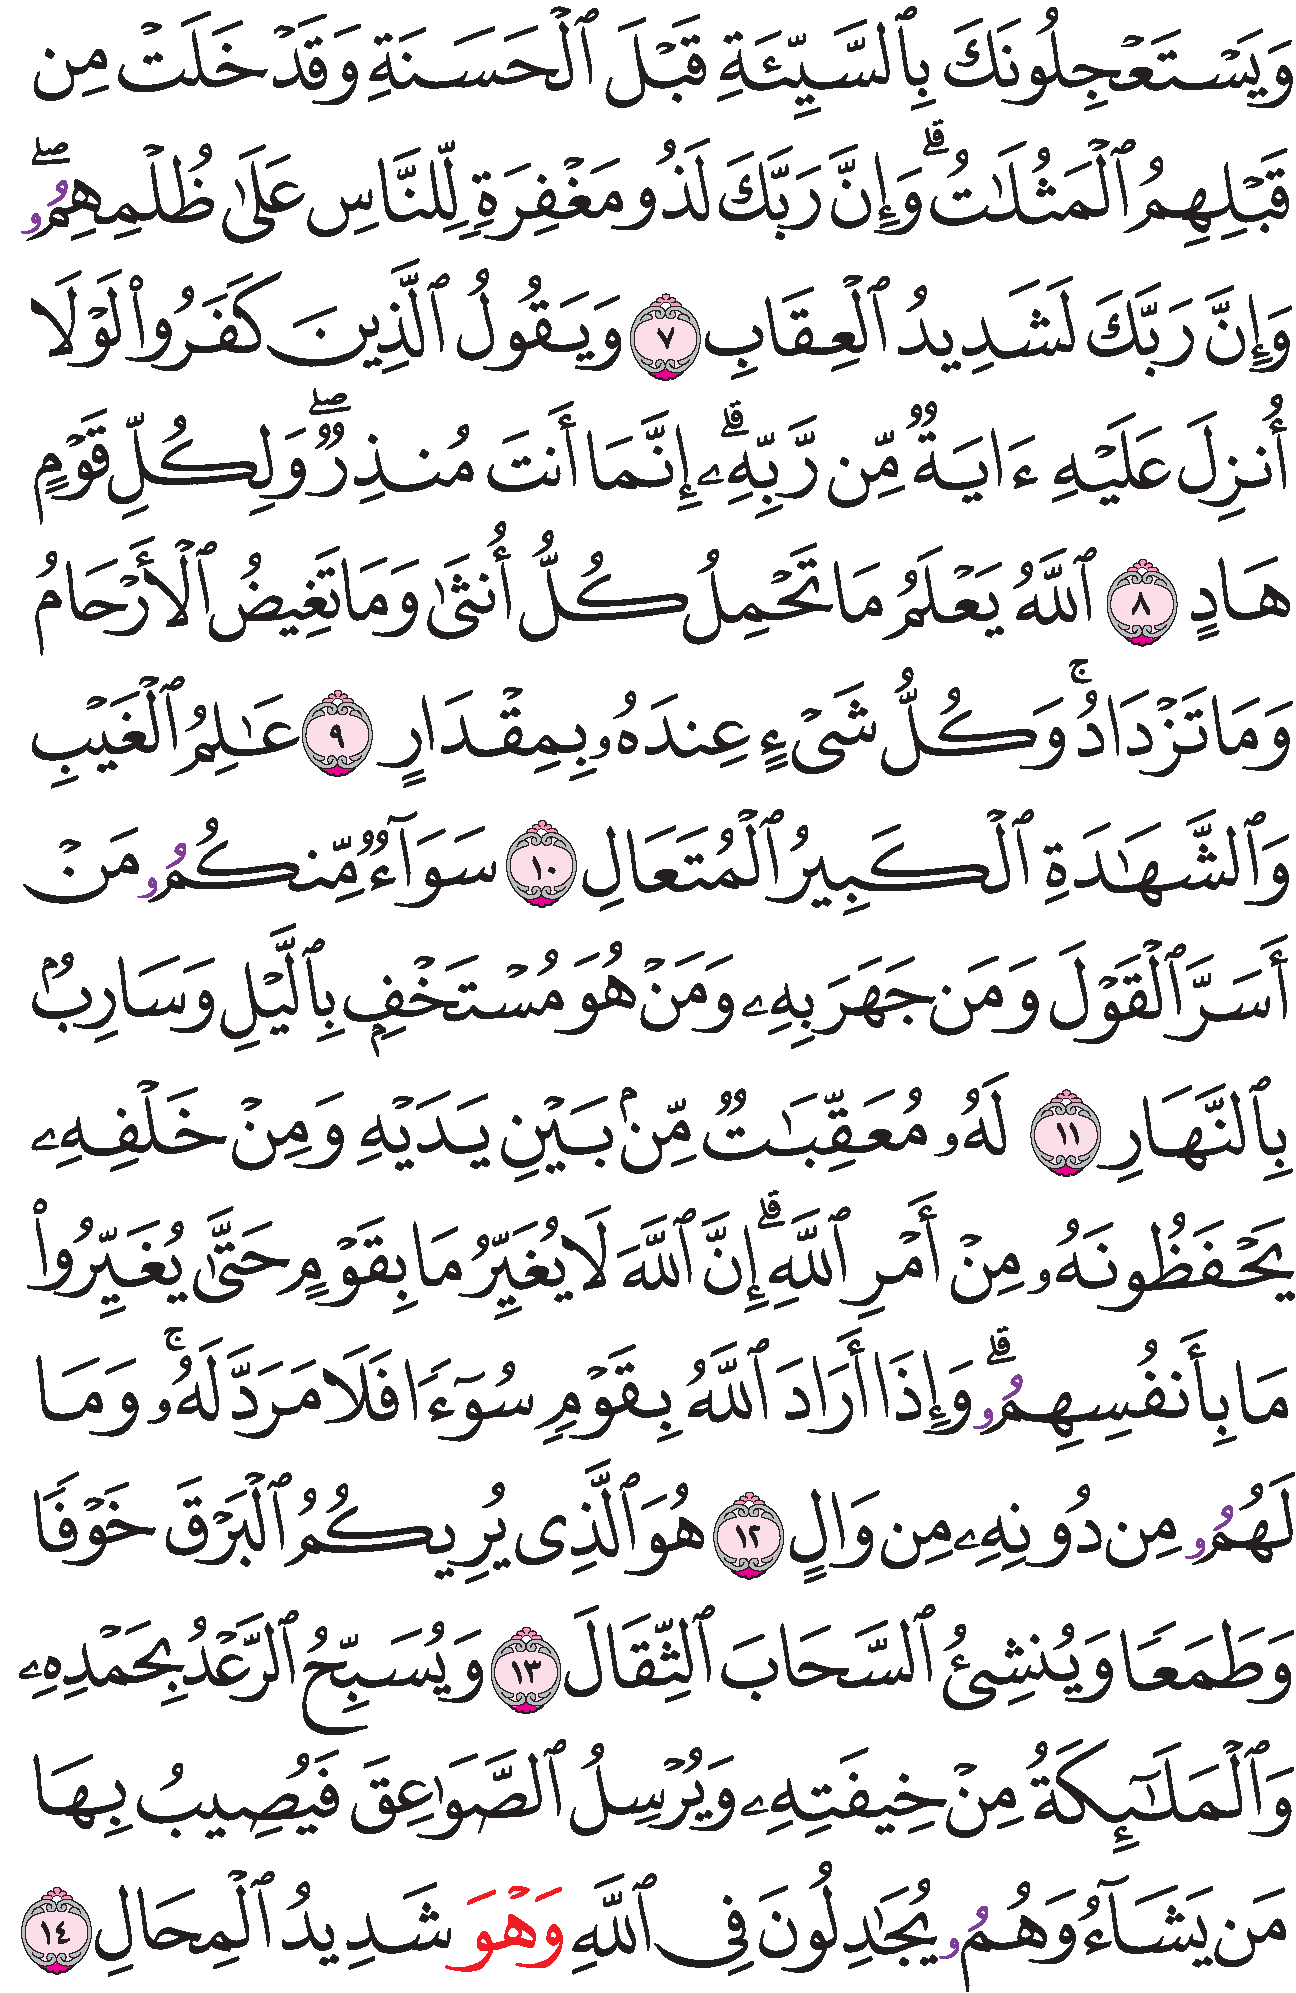 وَيَسۡتَعۡجِلُونَكَ بِٱلسَّيِّئَةِ قَبۡلَ ٱلۡحَسَنَةِ وَقَدۡ خَلَتۡ مِن
قَبۡلِهِمُ ٱلۡمَثُلَٰتُۗ وَإِنَّ رَبَّكَ لَذُو مَغۡفِرَةٖ لِّلنَّاسِ عَلَىٰ ظُلۡمِهِمُۥۖ
وَإِنَّ رَبَّكَ لَشَدِيدُ ٱلۡعِقَابِ ٧ وَيَقُولُ ٱلَّذِينَ كَفَرُواْ لَوۡلَا
أُنزِلَ عَلَيۡهِ ءَايَةٞ مِّن رَّبِّهِۦۗ إِنَّمَا أَنتَ مُنذِرٞۖ وَلِكُلِّ قَوۡمٍ
هَادٍ ٨ ٱللَّهُ يَعۡلَمُ مَا تَحۡمِلُ كُلُّ أُنثَىٰ وَمَا تَغِيضُ ٱلۡأَرۡحَامُ
وَمَا تَزۡدَادُۚ وَكُلُّ شَيۡءٍ عِندَهُۥ بِمِقۡدَارٍ ٩ عَٰلِمُ ٱلۡغَيۡبِ
وَٱلشَّهَٰدَةِ ٱلۡكَبِيرُ ٱلۡمُتَعَالِ ١٠ سَوَآءٞ مِّنكُمُۥ مَنۡ
أَسَرَّ ٱلۡقَوۡلَ وَمَن جَهَرَ بِهِۦ وَمَنۡ هُوَ مُسۡتَخۡفِۭ بِٱلَّيۡلِ وَسَارِبُۢ
بِٱلنَّهَارِ ١١ لَهُۥ مُعَقِّبَٰتٞ مِّنۢ بَيۡنِ يَدَيۡهِ وَمِنۡ خَلۡفِهِۦ
يَحۡفَظُونَهُۥ مِنۡ أَمۡرِ ٱللَّهِۗ إِنَّ ٱللَّهَ لَا يُغَيِّرُ مَا بِقَوۡمٍ حَتَّىٰ يُغَيِّرُواْ
مَا بِأَنفُسِهِمُۥۗ وَإِذَا أَرَادَ ٱللَّهُ بِقَوۡمٖ سُوٓءٗا فَلَا مَرَدَّ لَهُۥۚ وَمَا
لَهُمُۥ مِن دُونِهِۦ مِن وَالٍ ١٢ هُوَ ٱلَّذِي يُرِيكُمُ ٱلۡبَرۡقَ خَوۡفٗا
وَطَمَعٗا وَيُنشِئُ ٱلسَّحَابَ ٱلثِّقَالَ ١٣ وَيُسَبِّحُ ٱلرَّعۡدُ بِحَمۡدِهِۦ
وَٱلۡمَلَٰٓئِكَةُ مِنۡ خِيفَتِهِۦ وَيُرۡسِلُ ٱلصَّوَٰعِقَ فَيُصِيبُ بِهَا
مَن يَشَآءُ وَهُمُۥ يُجَٰدِلُونَ فِي ٱللَّهِ وَهۡوَ شَدِيدُ ٱلۡمِحَالِ ١٤